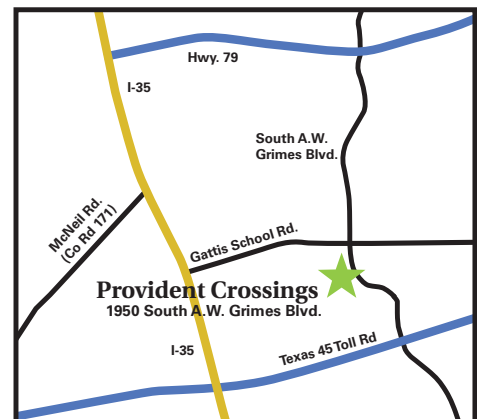 Hwy. 79
I-35
South A.W.
Grimes Blvd.
McNeil Rd.
(Co Rd 171)
Gattis School Rd.
Provident Crossings
1950 South A.W. Grimes Blvd.
I-35
Texas 45 Toll Rd